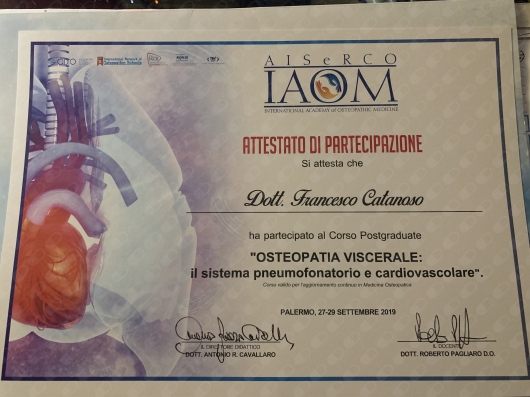 AISeRCO
IAOM
INTERNATIONAL ACADEMY of OSTEOPATHIC MEDICINE
ATTESTATO DI PARTECIPAZIONE
Si attesta che
Dott. Francesco Catanoso
ha partecipato al Corso Postgraduate
"OSTEOPATIA VISCERALE:
il sistema pneumofonatorio e cardiovascolare".
Corso valido per l'aggiornamento continuo in Medicina Osteopatica
PALERMO, 27-29 SETTEMBRE 2019
IL DIRETTORE DIDATTICO
DOTT. ANTONIO R. CAVALLARO
IL DOCENTE
DOTT. ROBERTO PAGLIARO D.O.